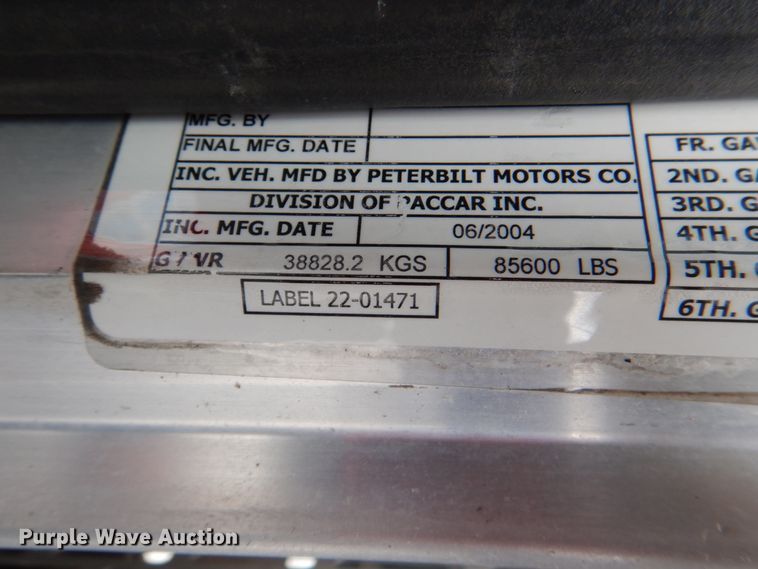 MFG. BY
FINAL MFG. DATE
INC. VEH. MFD BY PETERBILT MOTORS CO.
DIVISION OF PACCAR INC.
INC. MFG. DATE 06/2004
GVWR 38828.2 KGS 85600 LBS
LABEL 22-01471
FR. GA
2ND. GA
3RD. G
4TH. G
5TH.
6TH. G
Purple Wave Auction